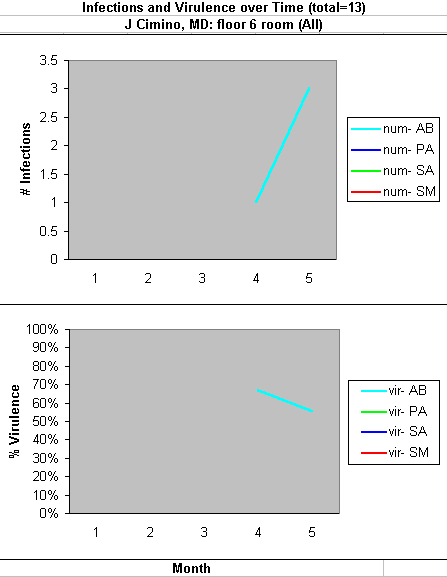 Infections and Virulence over Time (total=13)
J Cimino, MD: floor 6 room (All)
3.5
3
2.5
2
1.5
1
0.5
0
# Infections
1 2 3 4 5
num- AB
num- PA
num- SA
num- SM
100%
90%
80%
70%
60%
50%
40%
30%
20%
10%
0%
% Virulence
1 2 3 4 5
vir- AB
vir- PA
vir- SA
vir- SM
Month